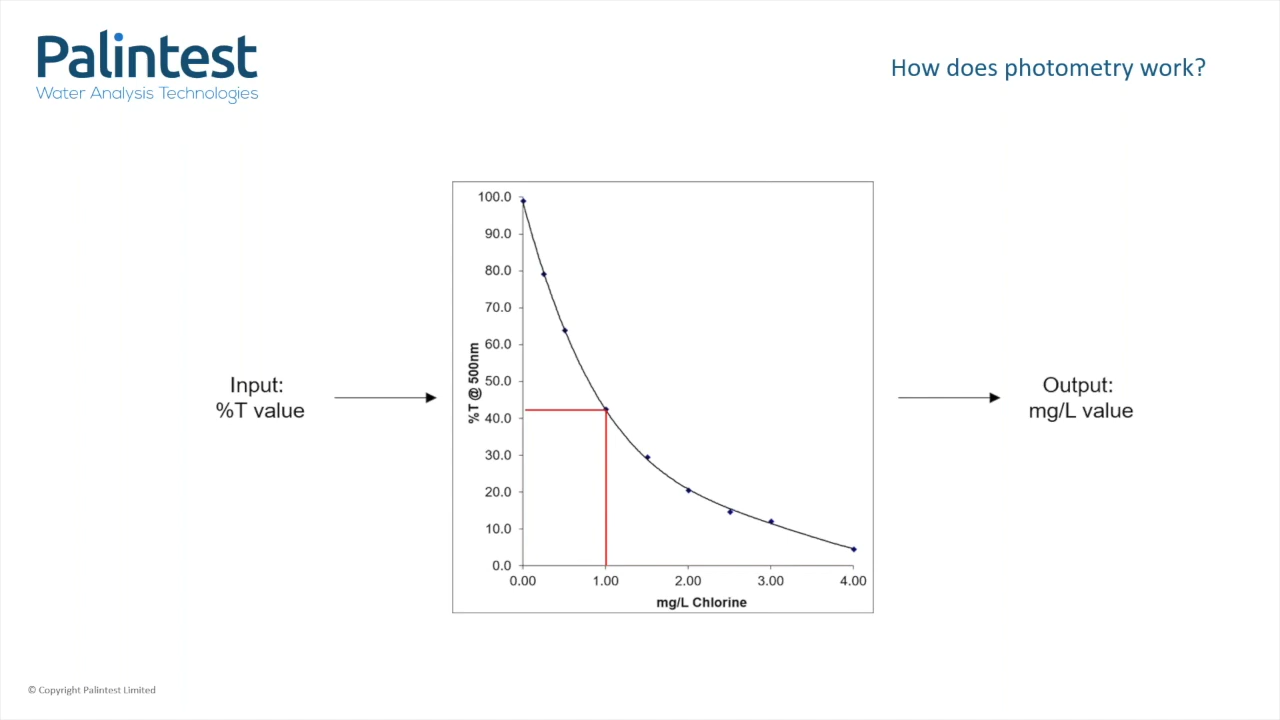 Palintest
Water Analysis Technologies
How does photometry work?
Input:
%T value
%T @ 500nm
100.0
90.0
80.0
70.0
60.0
50.0
40.0
30.0
20.0
10.0
0.0
0.00 1.00 2.00 3.00 4.00
mg/L Chlorine
Output:
mg/L value
© Copyright Palintest Limited